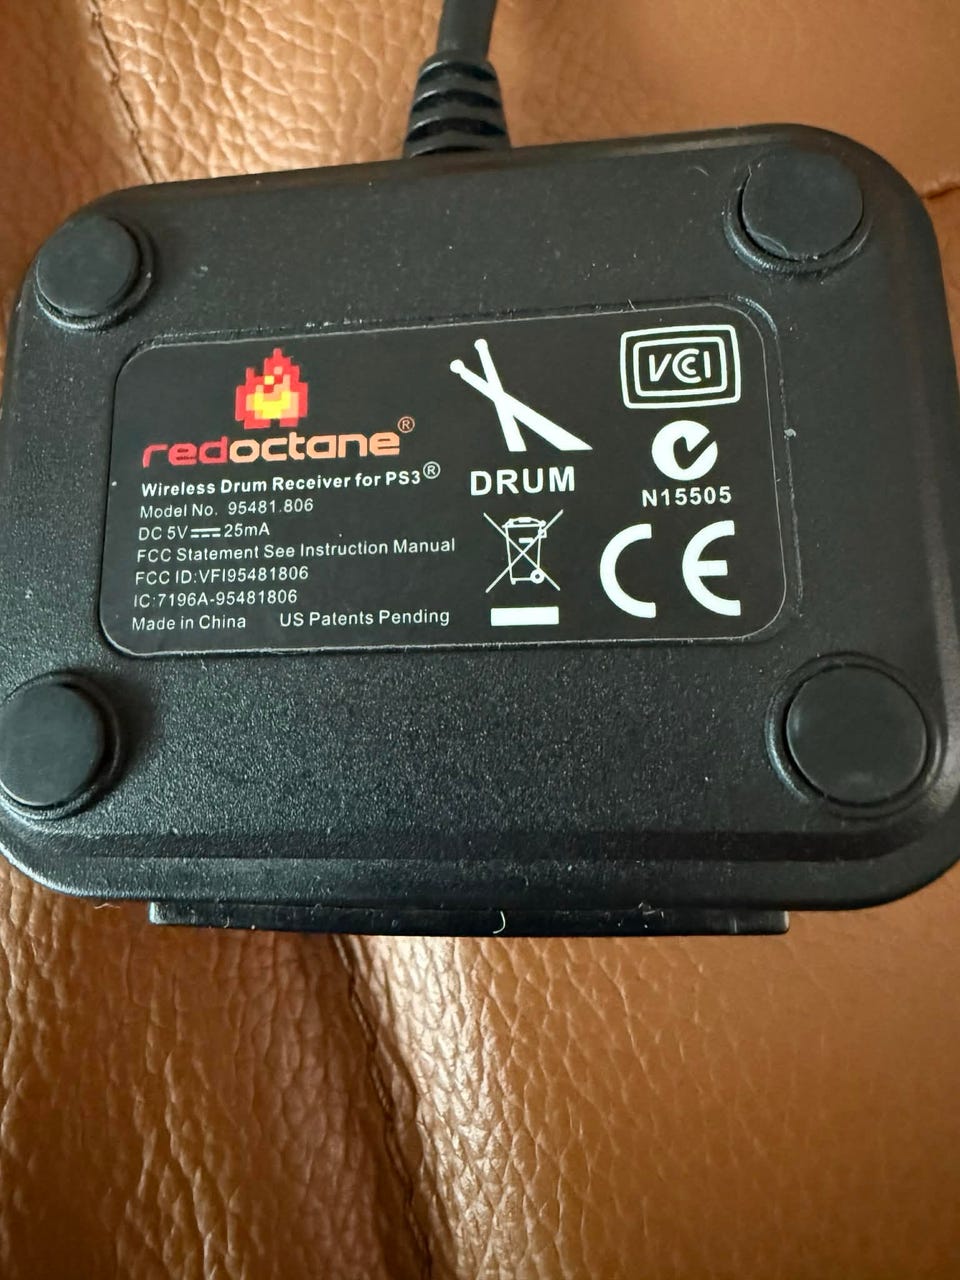 redoctane®
Wireless Drum Receiver for PS3®
Model No. 95481.806
DC 5V⎓25mA
FCC Statement See Instruction Manual
FCC ID:VFI95481806
IC:7196A-95481806
Made in China US Patents Pending
DRUM
VCCI
N15505
CE